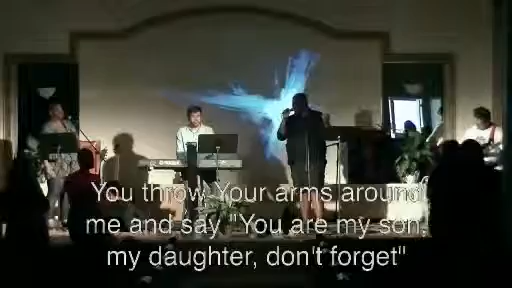 You throw Your arms around
me and say "You are my son,
my daughter, don't forget"